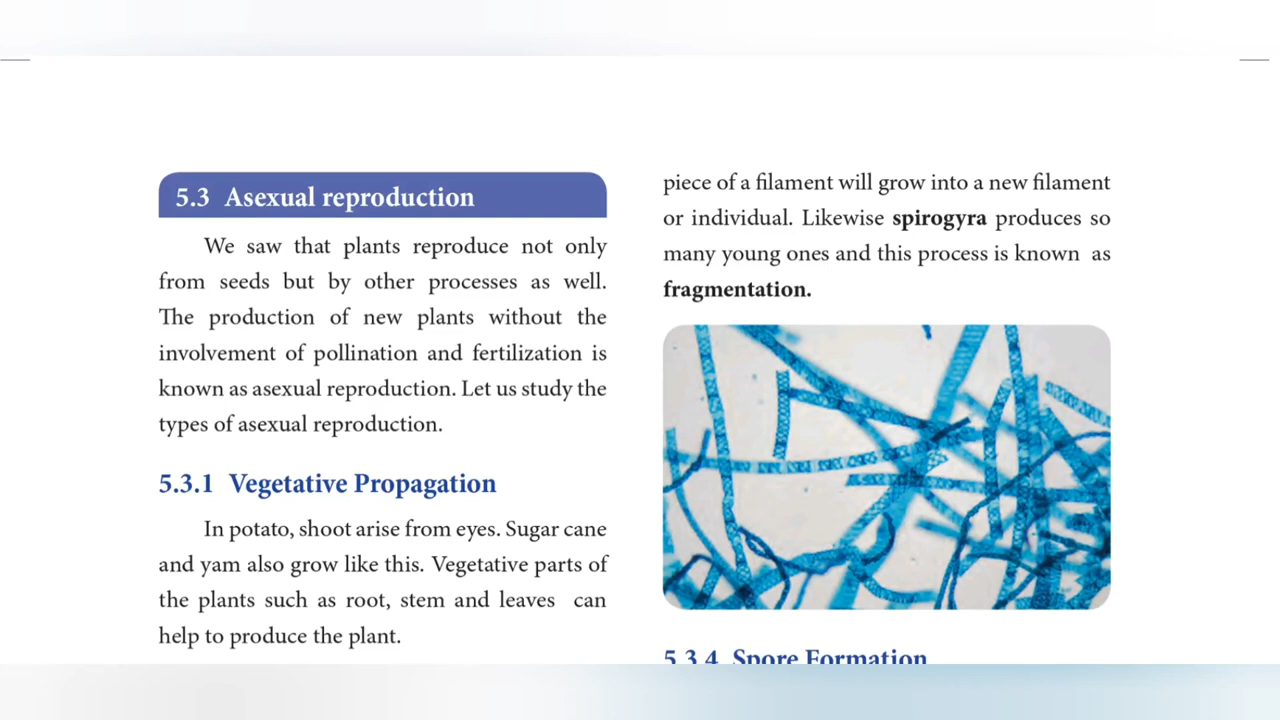 5.3 Asexual reproduction
We saw that plants reproduce not only
from seeds but by other processes as well.
The production of new plants without the
involvement of pollination and fertilization is
known as asexual reproduction. Let us study the
types of asexual reproduction.
5.3.1 Vegetative Propagation
In potato, shoot arise from eyes. Sugar cane
and yam also grow like this. Vegetative parts of
the plants such as root, stem and leaves can
help to produce the plant.
piece of a filament will grow into a new filament
or individual. Likewise spirogyra produces so
many young ones and this process is known as
fragmentation.
5.3.4 Spore Formation